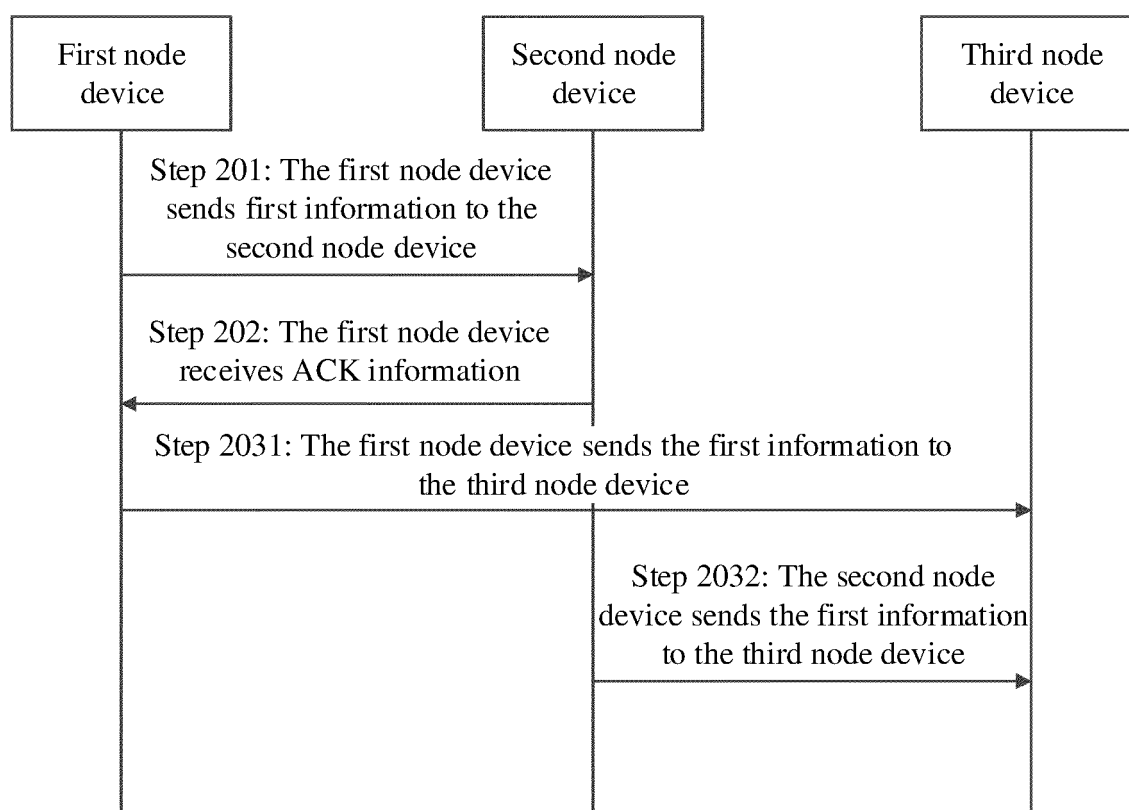 First node
device
Second node
device
Third node
device
Step 201: The first node device
sends first information to the
second node device
Step 202: The first node device
receives ACK information
Step 2031: The first node device sends the first information to
the third node device
Step 2032: The second node
device sends the first information
to the third node device